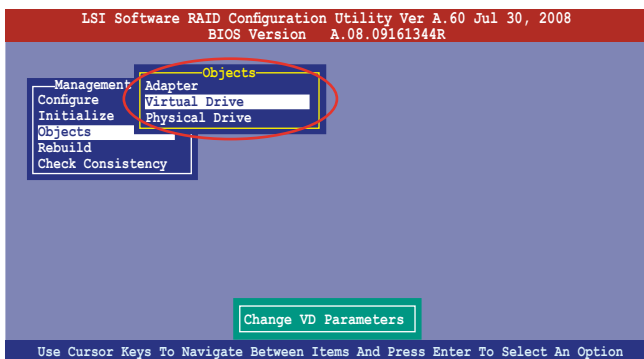 LSI Software RAID Configuration Utility Ver A.60 Jul 30, 2008
BIOS Version A.08.09161344R
Management
Configure
Initialize
Objects
Rebuild
Check Consistency
Objects
Adapter
Virtual Drive
Physical Drive
Change VD Parameters
Use Cursor Keys To Navigate Between Items And Press Enter To Select An Option